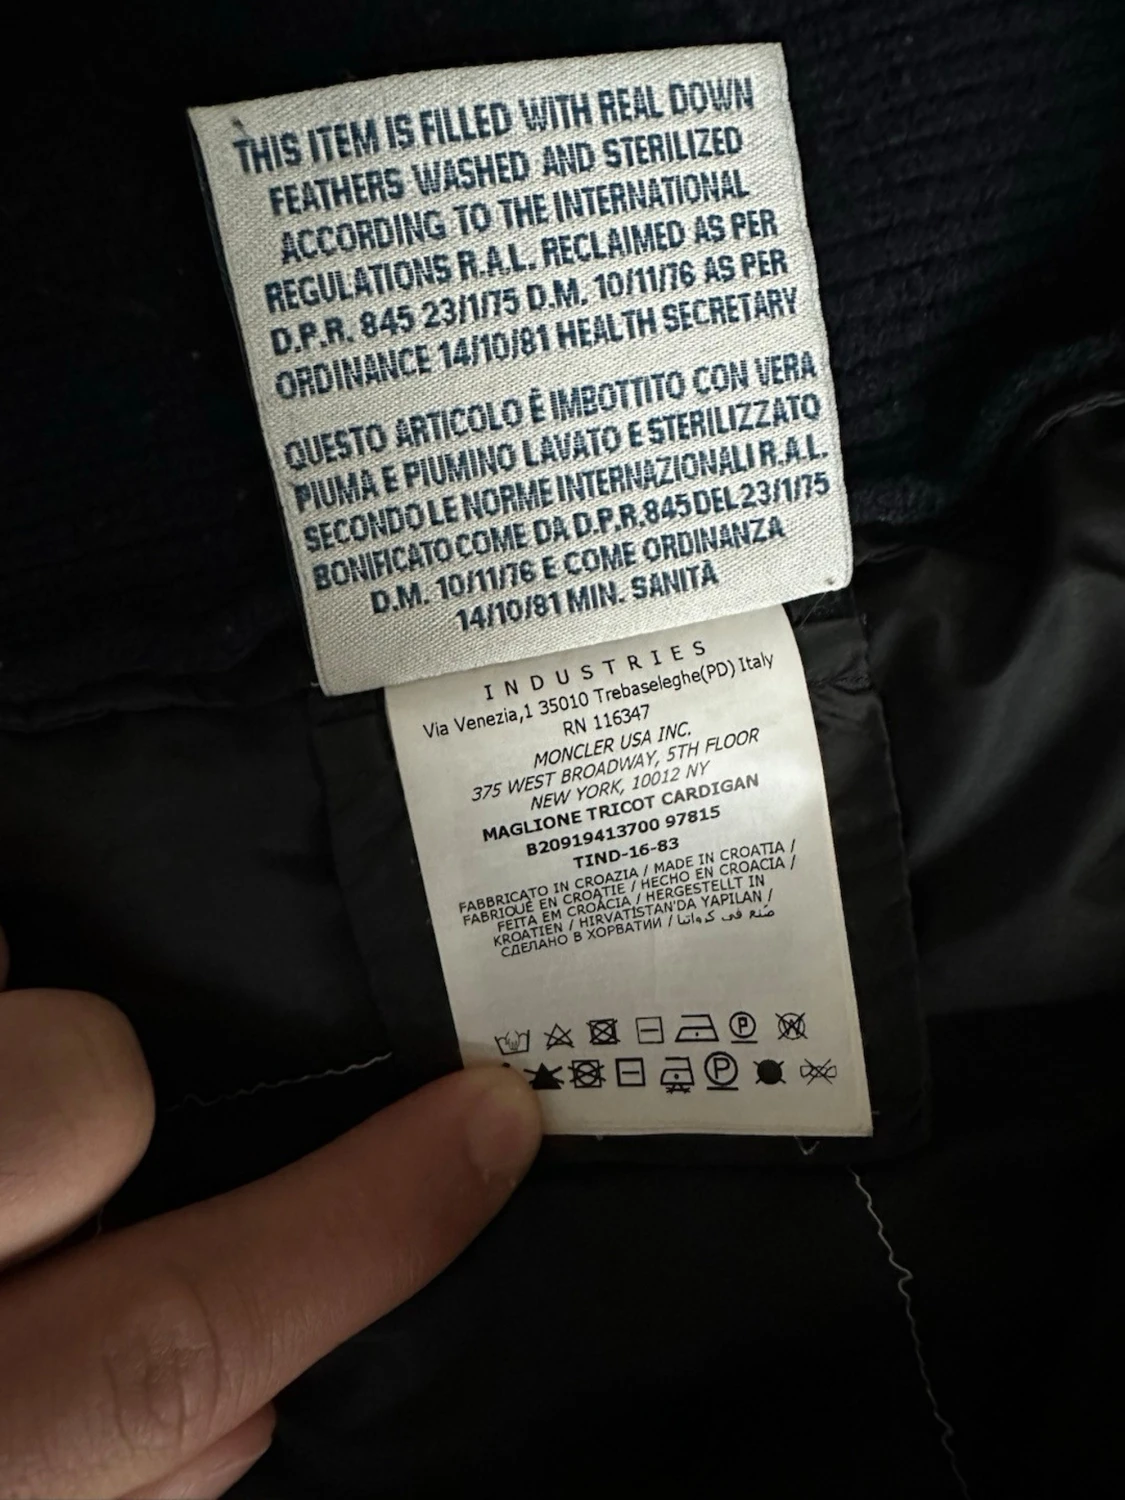 THIS ITEM IS FILLED WITH REAL DOWN
FEATHERS WASHED AND STERILIZED
ACCORDING TO THE INTERNATIONAL
REGULATIONS R.A.L. RECLAIMED AS PER
D.P.R. 845 23/1/75 D.M. 10/11/76 AS PER
ORDINANCE 14/10/81 HEALTH SECRETARY
QUESTO ARTICOLO È IMBOTTITO CON VERA
PIUMA E PIUMINO LAVATO E STERILIZZATO
SECONDO LE NORME INTERNAZIONALI R.A.L.
BONIFICATO COME DA D.P.R. 845 DEL 23/1/75
D.M. 10/11/76 E COME ORDINANZA
14/10/81 MIN. SANITÀ
INDUSTRIES
Via Venezia,1 35010 Trebaseleghe(PD) Italy
RN 116347
MONCLER USA INC.
375 WEST BROADWAY, 5TH FLOOR
NEW YORK, 10012 NY
MAGLIONE TRICOT CARDIGAN
B20919413700 97815
TIND-16-83
FABBRICATO IN CROAZIA / MADE IN CROATIA /
FABRIQUÉ EN CROATIE / HECHO EN CROACIA /
FEITA EM CROÁCIA / HERGESTELLT IN
KROATIEN / HIRVATISTAN'DA YAPILAN /
СДЕЛАНО В ХОРВАТИИ / صنع في كرواتيا
P W
P